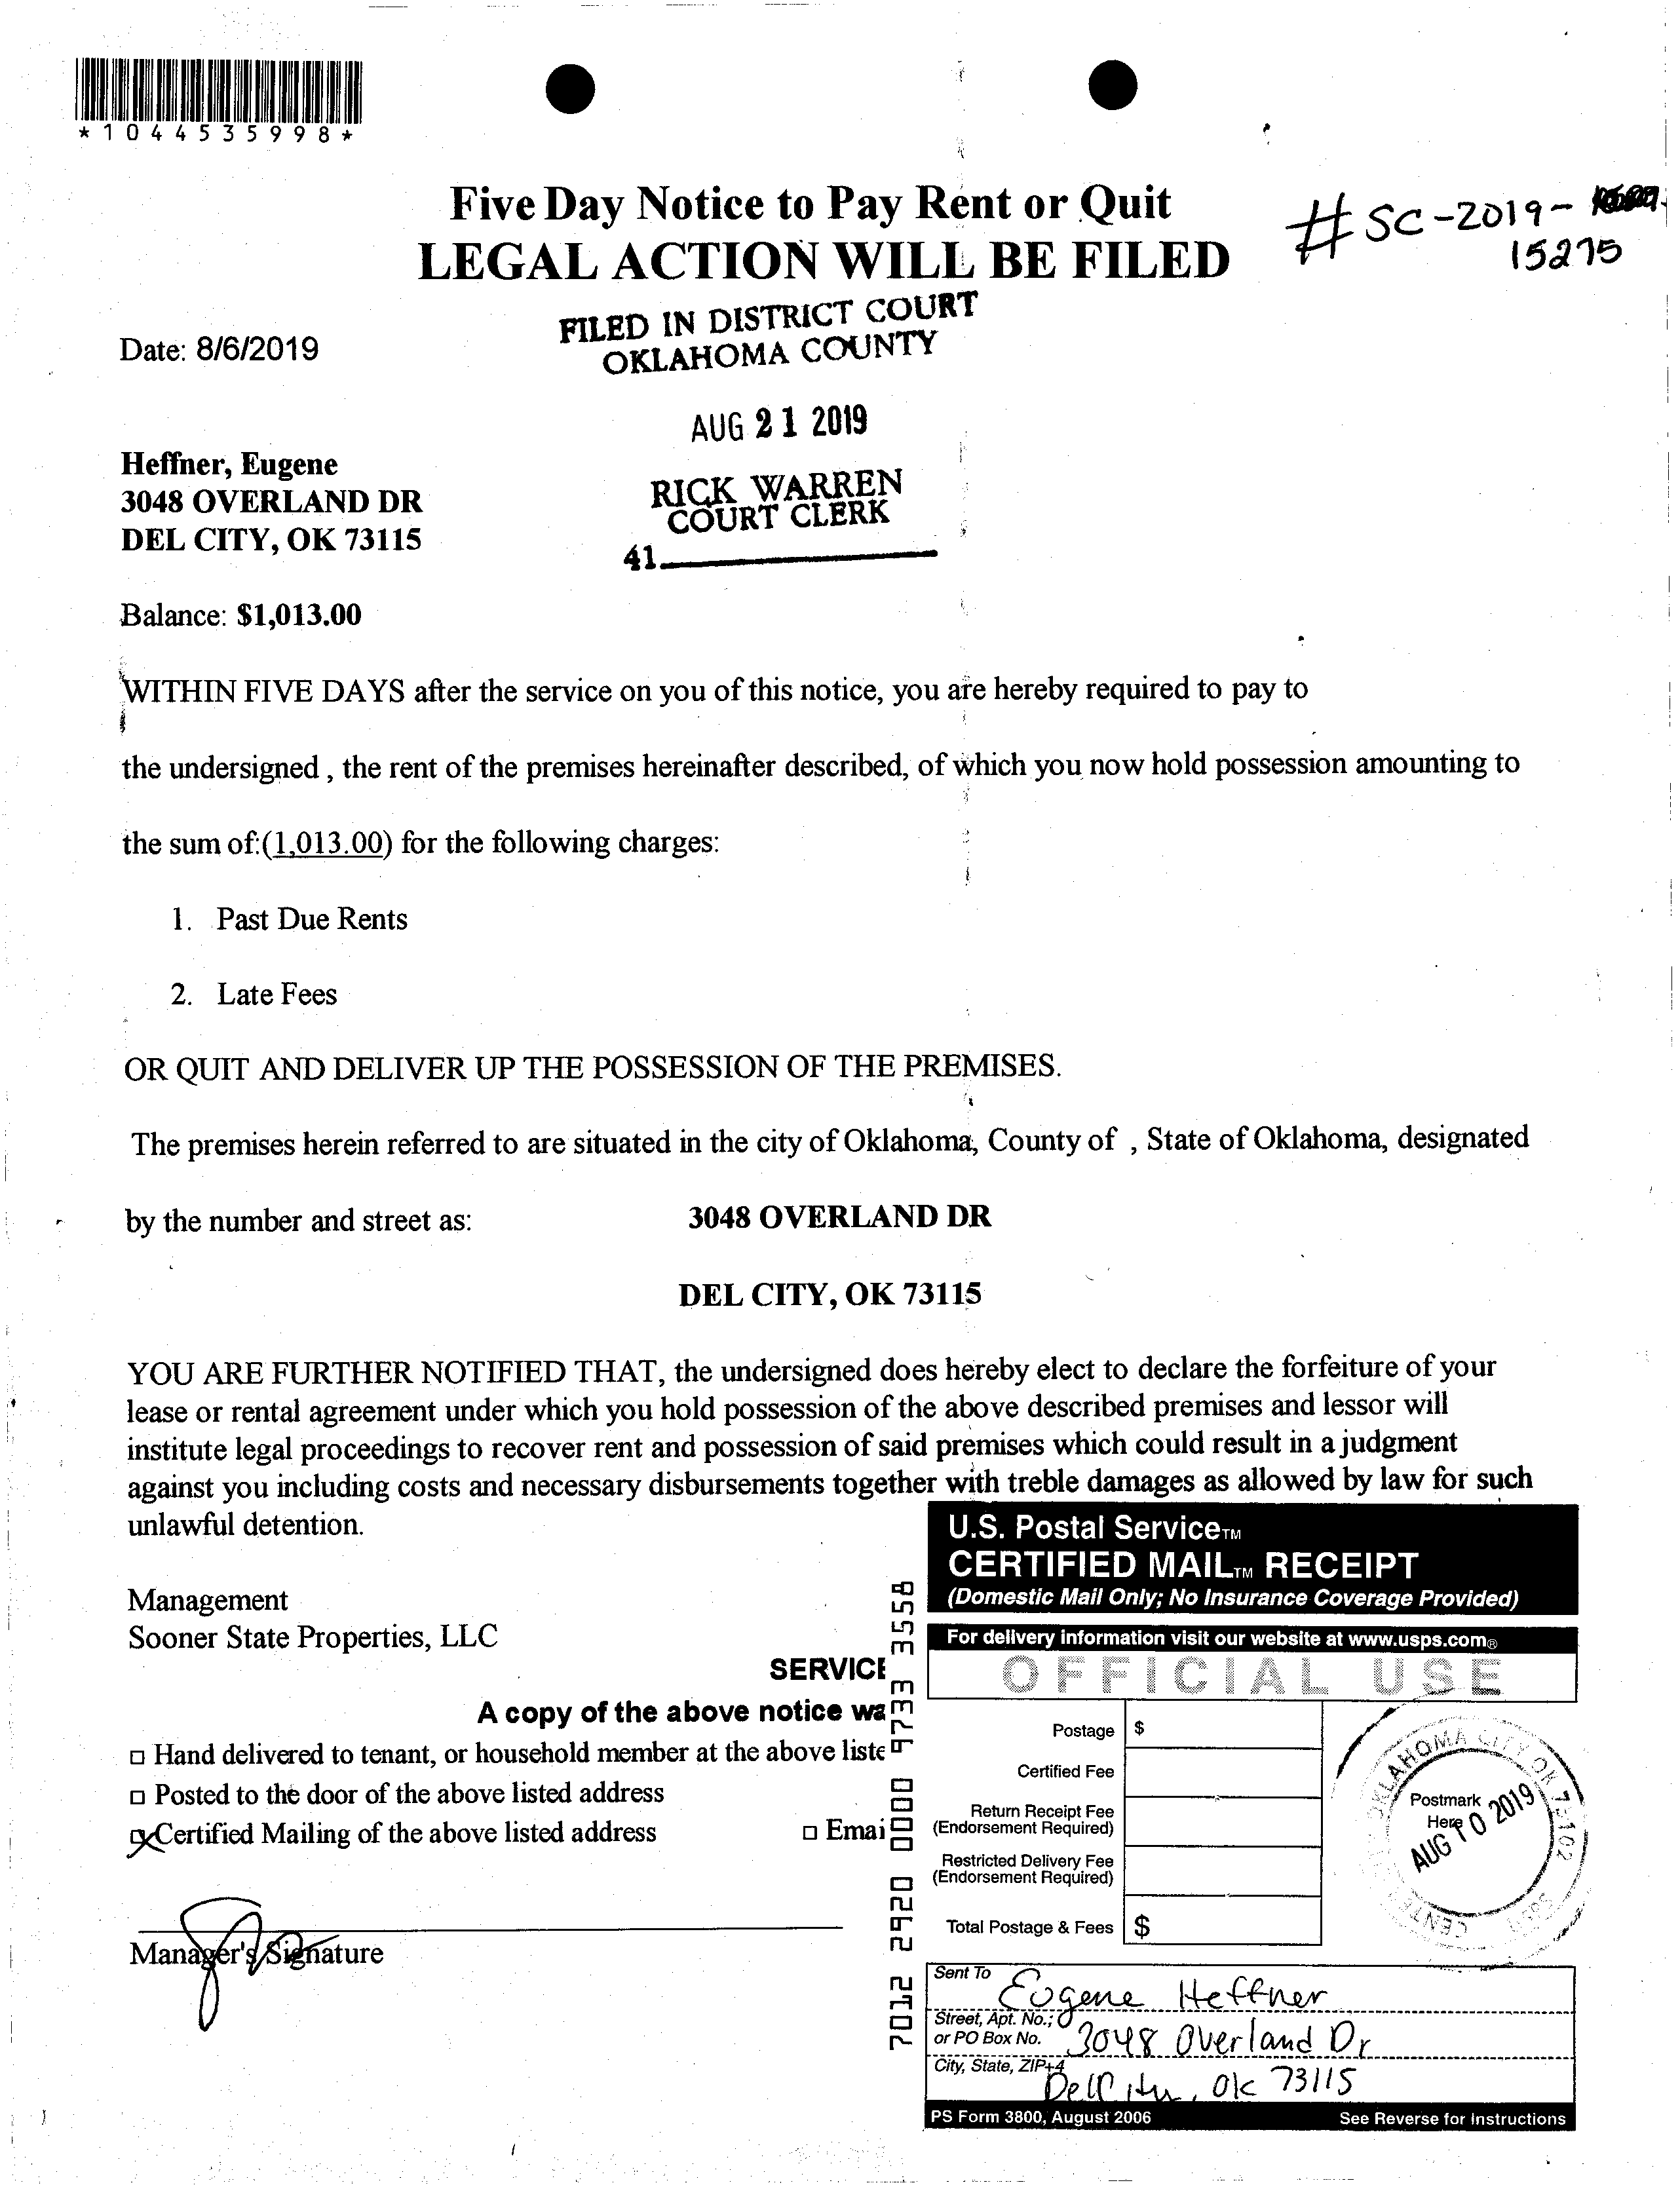 *1044535998*
Five Day Notice to Pay Rent or Quit
LEGAL ACTION WILL BE FILED
#SC-2019-
15275
FILED IN DISTRICT COURT
OKLAHOMA COUNTY
Date: 8/6/2019
AUG 21 2019
Heffner, Eugene
3048 OVERLAND DR
DEL CITY, OK 73115
RICK WARREN
COURT CLERK
41
Balance: $1,013.00
WITHIN FIVE DAYS after the service on you of this notice, you are hereby required to pay to
the undersigned , the rent of the premises hereinafter described, of which you now hold possession amounting to
the sum of:(1,013.00) for the following charges:
1. Past Due Rents
2. Late Fees
OR QUIT AND DELIVER UP THE POSSESSION OF THE PREMISES.
The premises herein referred to are situated in the city of Oklahoma, County of , State of Oklahoma, designated
by the number and street as: 3048 OVERLAND DR
DEL CITY, OK 73115
YOU ARE FURTHER NOTIFIED THAT, the undersigned does hereby elect to declare the forfeiture of your
lease or rental agreement under which you hold possession of the above described premises and lessor will
institute legal proceedings to recover rent and possession of said premises which could result in a judgment
against you including costs and necessary disbursements together with treble damages as allowed by law for such
unlawful detention.
Management
Sooner State Properties, LLC
SERVICE
A copy of the above notice wa
□ Hand delivered to tenant, or household member at the above liste
□ Posted to the door of the above listed address
□ Certified Mailing of the above listed address □ Emai
Manager's Signature
7012 2920 0000 9733 3558
U.S. Postal Service™
CERTIFIED MAIL™ RECEIPT
(Domestic Mail Only; No Insurance Coverage Provided)
For delivery information visit our website at www.usps.com®
OFFICIAL USE
Postage $
Certified Fee
Return Receipt Fee
(Endorsement Required)
Restricted Delivery Fee
(Endorsement Required)
Total Postage & Fees $
OKLAHOMA CITY OK 73102
Postmark
Here
AUG 10 2019
CENTE
USPS
Sent To Eugene Heffner
Street, Apt. No.;
or PO Box No. 3048 Overland Dr
City, State, ZIP+4 Del City, Ok 73115
PS Form 3800, August 2006 See Reverse for Instructions